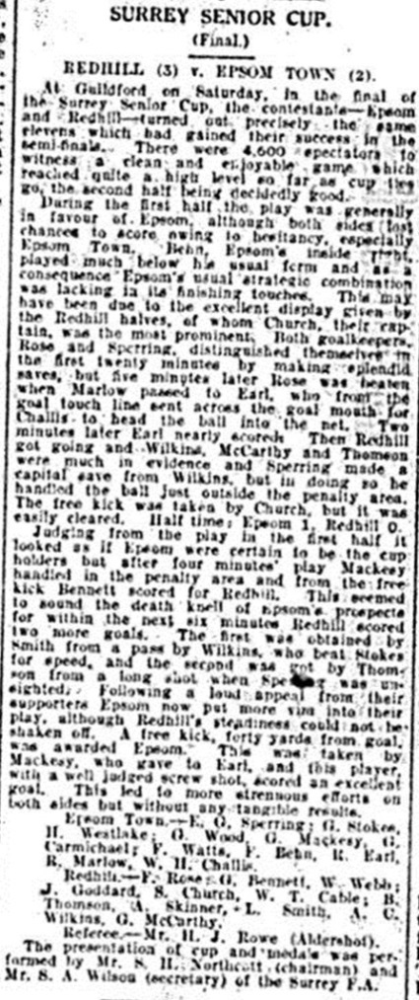 SURREY SENIOR CUP.
(Final.)
REDHILL (3) v. EPSOM TOWN (2).
At Guildford on Saturday, in the final of
the Surrey Senior Cup, the contestants—Epsom
and Redhill—turned out precisely the same
elevens which had gained their success in the
semi-finals. There were 4,600 spectators to
witness a clean and enjoyable game which
reached quite a high level so far as cup ties
go, the second half being decidedly good.
During the first half the play was generally
in favour of Epsom, although both sides lost
chances to score owing to hesitancy, especially
Epsom Town. Behn, Epsom's inside right,
played much below his usual form and as a
consequence Epsom's usual strategic combination
was lacking in its finishing touches. This may
have been due to the excellent display given by
the Redhill halves, of whom Church, their cap-
tain, was the most prominent. Both goalkeepers,
Rose and Sperring, distinguished themselves in
the first twenty minutes by making splendid
saves, but five minutes later Rose was beaten
when Marlow passed to Earl, who from the
goal touch line sent across the goal mouth for
Challis to head the ball into the net. Two
minutes later Earl nearly scored. Then Redhill
got going and Wilkins, McCarthy and Thomson
were much in evidence and Sperring made a
capital save from Wilkins, but in doing so he
handled the ball just outside the penalty area.
The free kick was taken by Church, but it was
easily cleared. Half time: Epsom 1, Redhill 0.
Judging from the play in the first half it
looked as if Epsom were certain to be the cup
holders but after four minutes' play Mackesy
handled in the penalty area and from the free
kick Bennett scored for Redhill. This seemed
to sound the death knell of Epsom's prospects
for within the next six minutes Redhill scored
two more goals. The first was obtained by
Smith from a pass by Wilkins, who beat Stokes
for speed, and the second was got by Thom-
son from a long shot when Sperring was un-
sighted. Following a loud appeal from their
supporters Epsom now put more vim into their
play, although Redhill's steadiness could not be
shaken off. A free kick, forty yards from goal,
was awarded Epsom. This was taken by
Mackesy, who gave to Earl, and this player,
with a well judged screw shot, scored an excellent
goal. This led to more strenuous efforts on
both sides but without any tangible results.
Epsom Town.—E. O. Sperring; G. Stokes,
H. Westlake; O. Wood, G. Mackesy, G.
Carmichael; F. Watts, F. Behn, R. Earl,
R. Marlow, W. H. Challis.
Redhill.—F. Rose; G. Bennett, W. Webb;
J. Goddard, S. Church, W. T. Cable; B.
Thomson, A. Skinner, L. Smith, A. C.
Wilkins, G. McCarthy.
Referee.—Mr. H. J. Rowe (Aldershot).
The presentation of cup and medals was per-
formed by Mr. S. H. Northcott (chairman) and
Mr. S. A. Wilson (secretary) of the Surrey F.A.